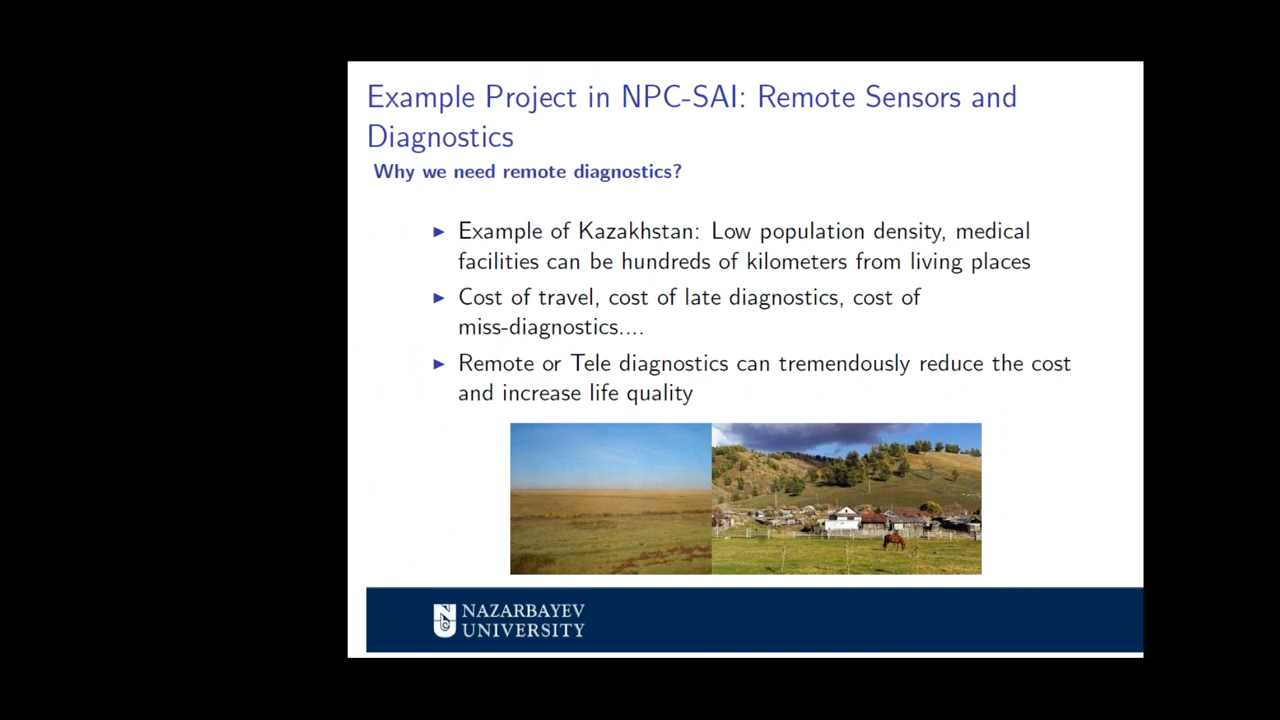 Example Project in NPC-SAI: Remote Sensors and
Diagnostics
Why we need remote diagnostics?
Example of Kazakhstan: Low population density, medical
facilities can be hundreds of kilometers from living places
Cost of travel, cost of late diagnostics, cost of
miss-diagnostics....
Remote or Tele diagnostics can tremendously reduce the cost
and increase life quality
NAZARBAYEV
UNIVERSITY